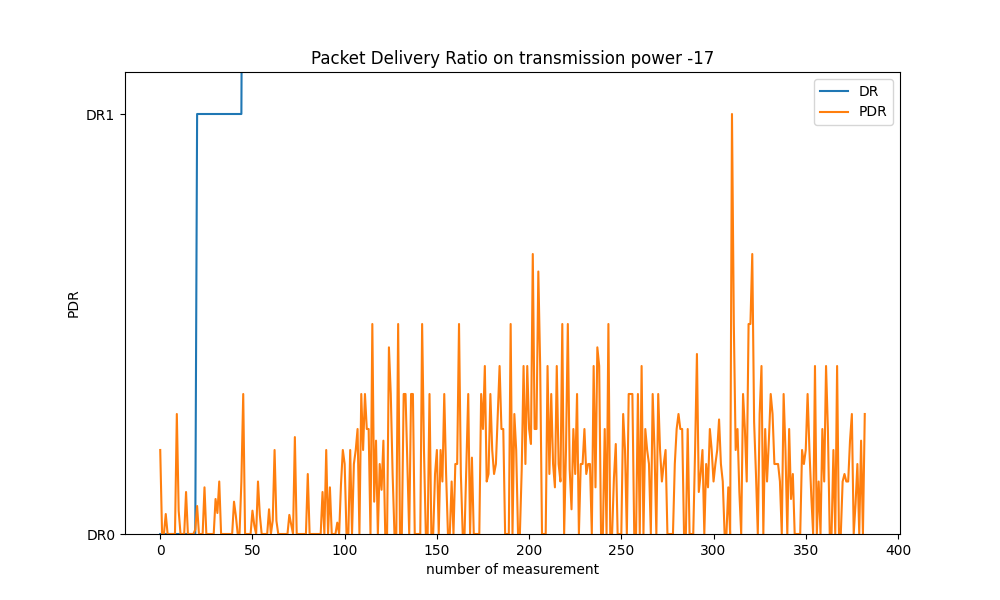 Packet Delivery Ratio on transmission power -17
DR
PDR
DR1
PDR
DR0
0 50 100 150 200 250 300 350 400
number of measurement